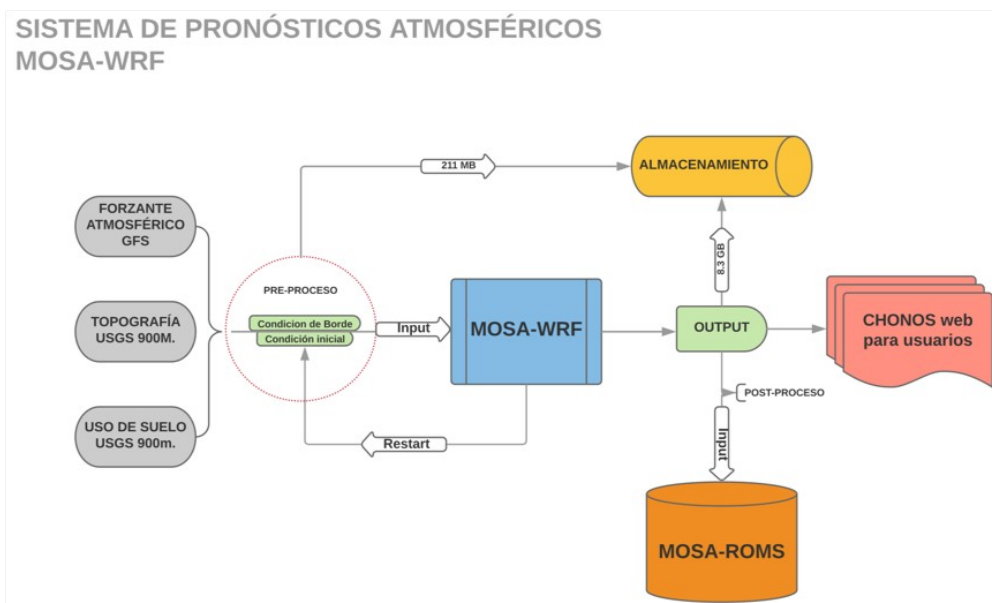 SISTEMA DE PRONÓSTICOS ATMOSFÉRICOS
MOSA-WRF
211 MB
ALMACENAMIENTO
FORZANTE
ATMOSFÉRICO
GFS
8.3 GB
PRE-PROCESO
TOPOGRAFÍA
USGS 900M.
Condicion de Borde
Condición inicial
Input
MOSA-WRF
OUTPUT
CHONOS web
para usuarios
POST-PROCESO
USO DE SUELO
USGS 900m.
Restart
Input
MOSA-ROMS